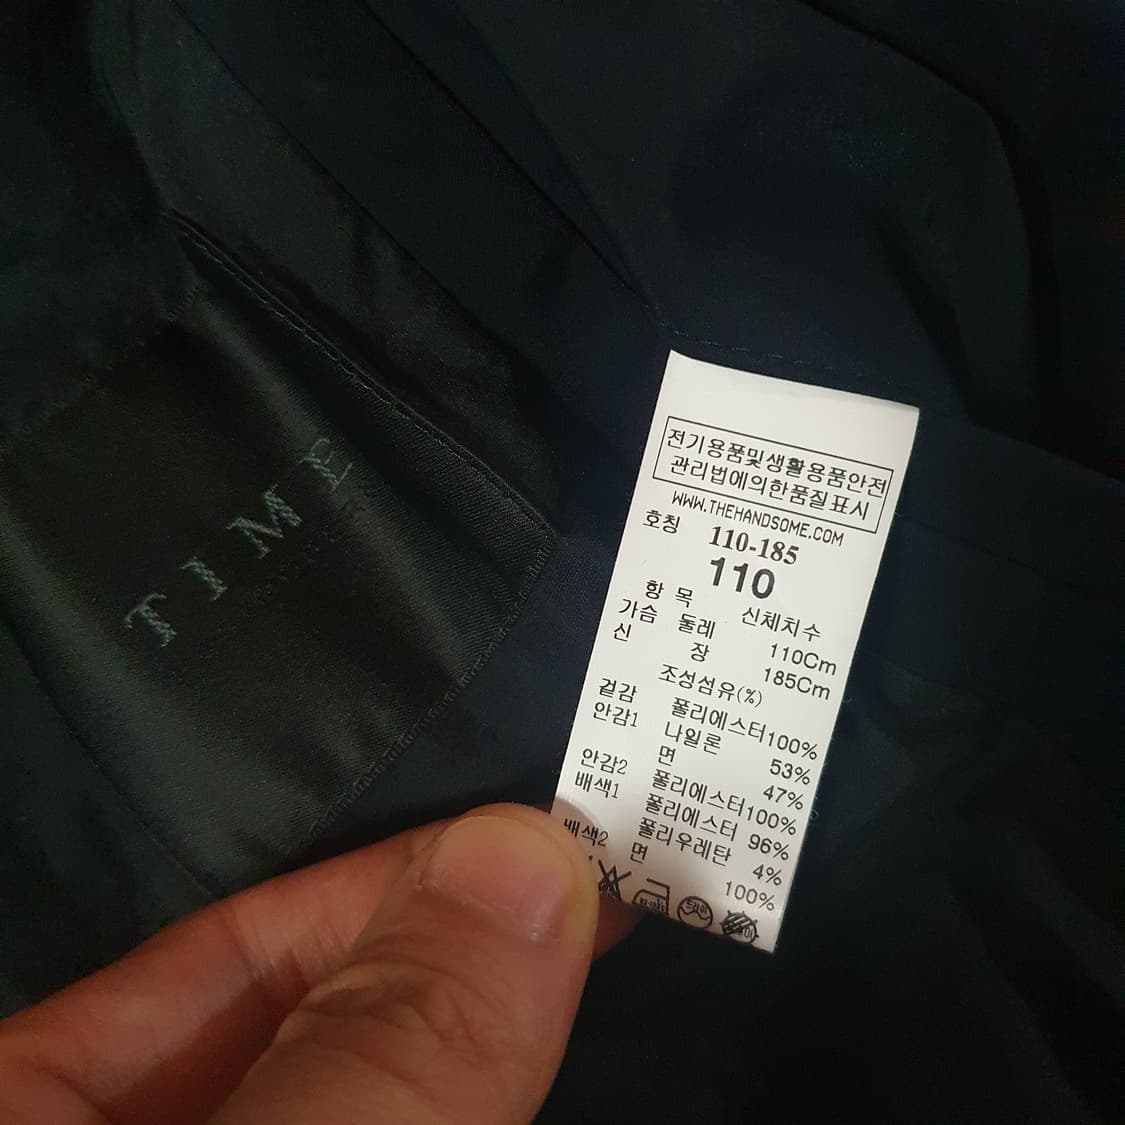 TIME
전기용품및생활용품안전
관리법에의한품질표시
WWW.THEHANDSOME.COM
호칭 110-185
110
항 목 신체치수
가슴 둘레 110Cm
신 장 185Cm
조성섬유(%)
겉감 폴리에스터100%
안감1 나일론 53%
면 47%
안감2 폴리에스터100%
배색1 폴리에스터 96%
폴리우레탄 4%
배색2 면 100%